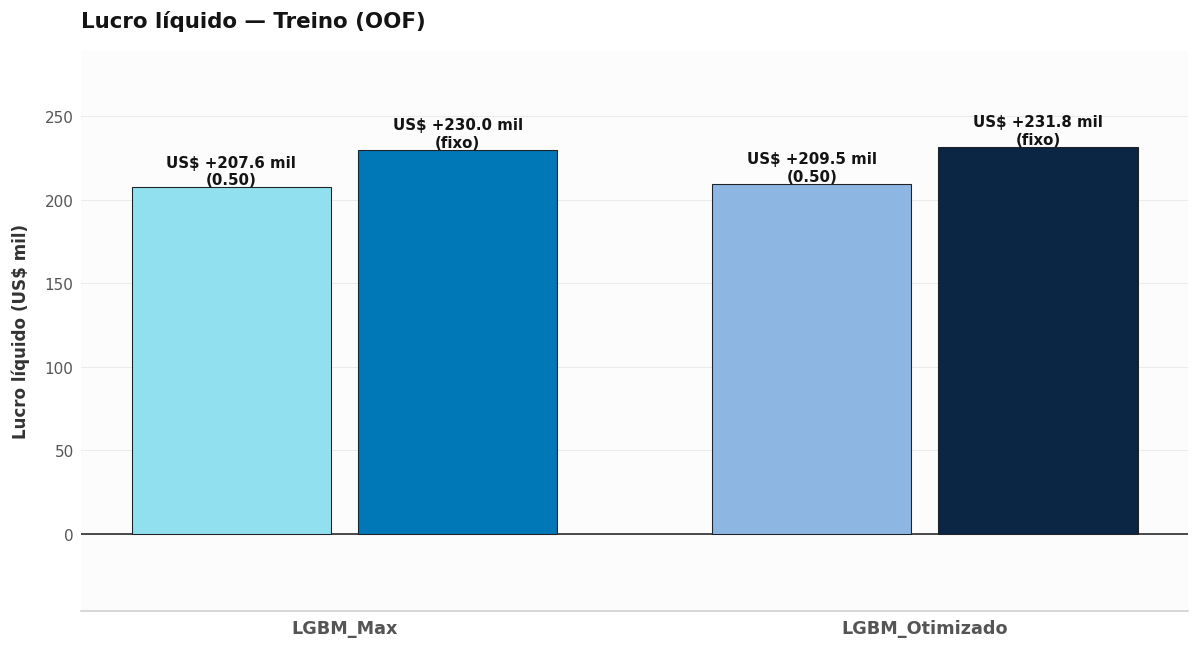 Lucro líquido — Treino (OOF)
Lucro líquido (US$ mil)
250
200
150
100
50
0
US$ +207.6 mil
(0.50)
US$ +230.0 mil
(fixo)
US$ +209.5 mil
(0.50)
US$ +231.8 mil
(fixo)
LGBM_Max
LGBM_Otimizado